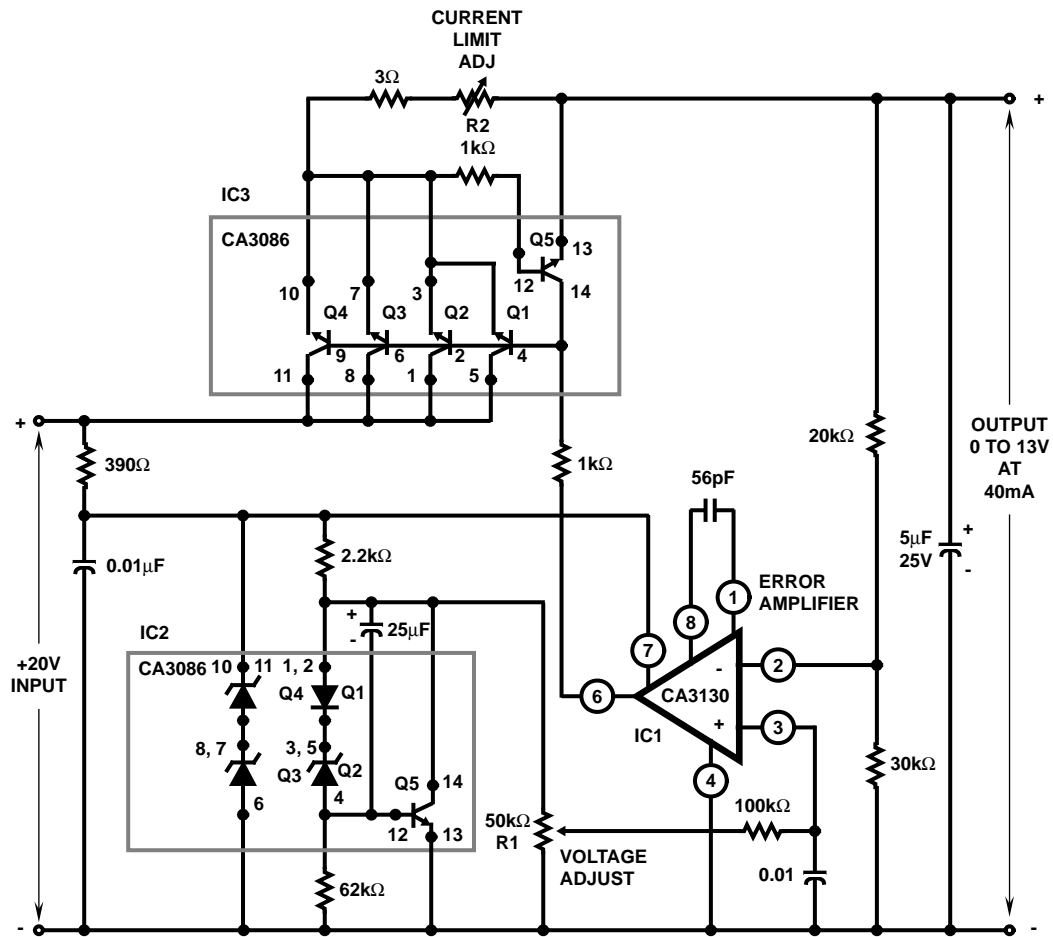 CURRENT
LIMIT
ADJ
3Ω
R2
+
1kΩ
IC3
CA3086
Q5
13
12
14
10
7
3
Q4
Q3
Q2
Q1
9
6
2
4
11
8
1
5
+
390Ω
1kΩ
20kΩ
OUTPUT
0 TO 13V
AT
40mA
56pF
5μF
25V
+
-
0.01μF
2.2kΩ
ERROR
AMPLIFIER
1
8
7
+20V
INPUT
IC2
+
-
25μF
CA3086
10
11
1, 2
Q4
Q1
6
CA3130
-
+
2
3
IC1
4
8, 7
3, 5
Q3
Q2
6
4
Q5
14
12
13
50kΩ
R1
VOLTAGE
ADJUST
100kΩ
30kΩ
62kΩ
0.01
-
-